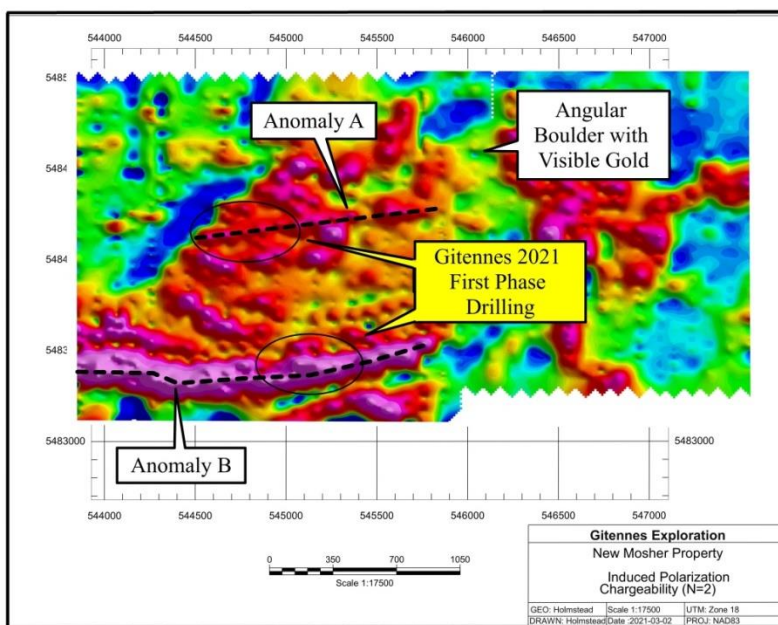 544000 544500 545000 545500 546000 546500 547000
Anomaly A
Angular
Boulder with
Visible Gold
Gitennes 2021
First Phase
Drilling
5483000 5483000
Anomaly B
544000 544500 545000 545500 546000 546500 547000
0 350 700 1050
Scale 1:17500
Gitennes Exploration
New Mosher Property
Induced Polarization
Chargeability (N=2)
GEO: Holmstead Scale 1:17500 UTM: Zone 18
DRAWN: Holmstead Date :2021-03-02 PROJ: NAD83